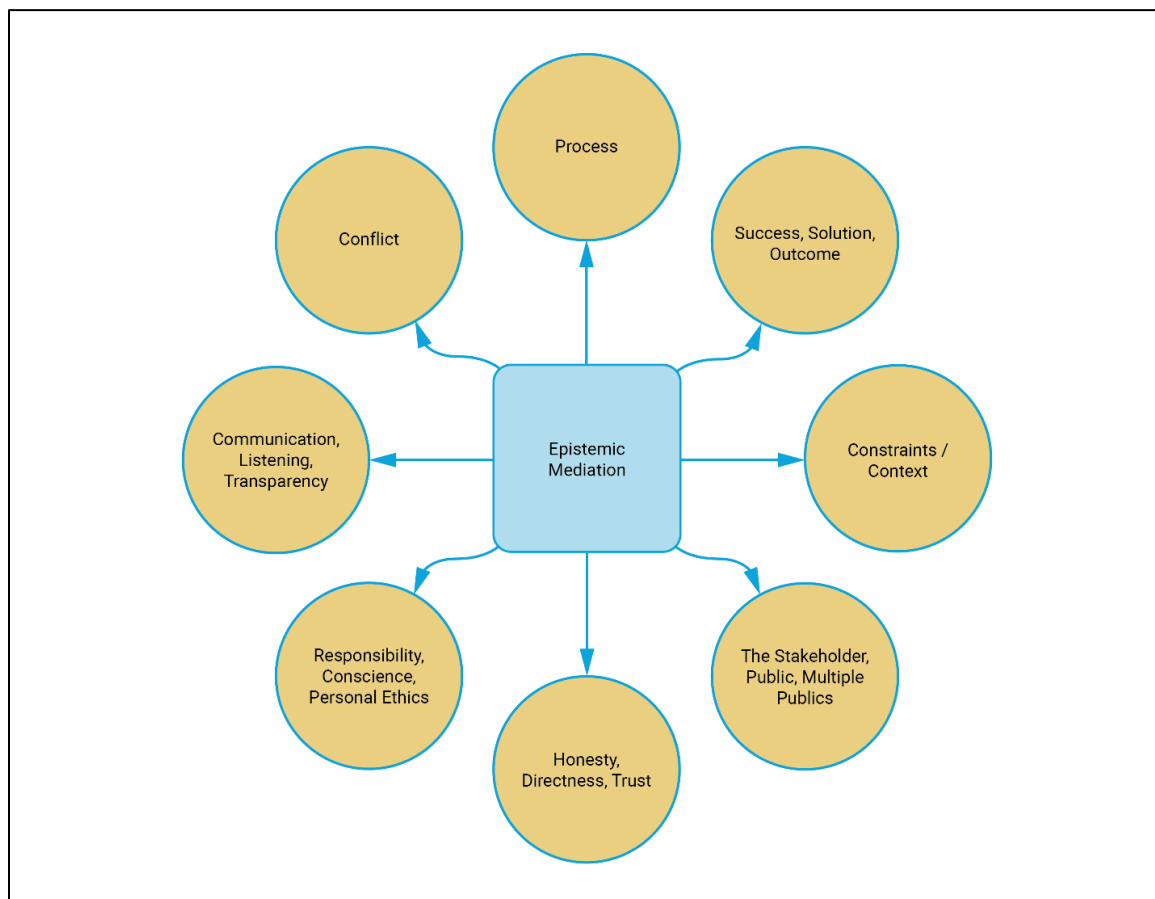 Process
Conflict
Success, Solution,
Outcome
Communication,
Listening,
Transparency
Epistemic
Mediation
Constraints /
Context
Responsibility,
Conscience,
Personal Ethics
The Stakeholder,
Public, Multiple
Publics
Honesty,
Directness, Trust